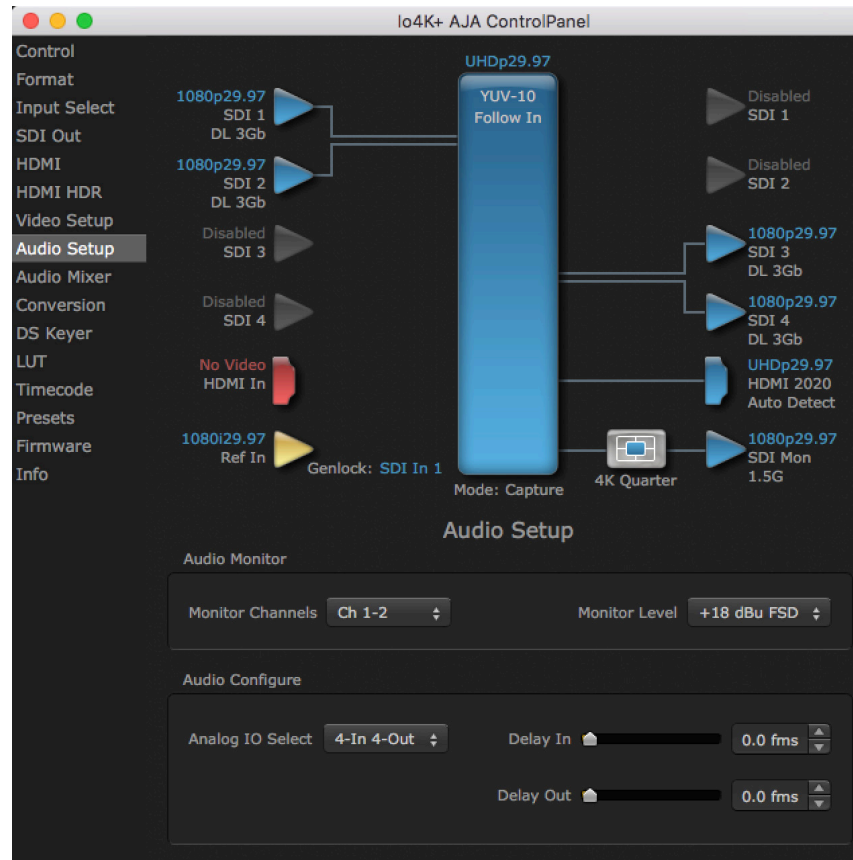 Io4K+ AJA ControlPanel
Control
Format
Input Select
SDI Out
HDMI
HDMI HDR
Video Setup
Audio Setup
Audio Mixer
Conversion
DS Keyer
LUT
Timecode
Presets
Firmware
Info
UHDp29.97
YUV-10
Follow In
1080p29.97
SDI 1
DL 3Gb
1080p29.97
SDI 2
DL 3Gb
Disabled
SDI 3
Disabled
SDI 4
No Video
HDMI In
1080i29.97
Ref In
Genlock: SDI In 1
Mode: Capture
4K Quarter
Disabled
SDI 1
Disabled
SDI 2
1080p29.97
SDI 3
DL 3Gb
1080p29.97
SDI 4
DL 3Gb
UHDp29.97
HDMI 2020
Auto Detect
1080p29.97
SDI Mon
1.5G
Audio Setup
Audio Monitor
Monitor Channels Ch 1-2 Monitor Level +18 dBu FSD
Audio Configure
Analog IO Select 4-In 4-Out Delay In 0.0 fms
Delay Out 0.0 fms